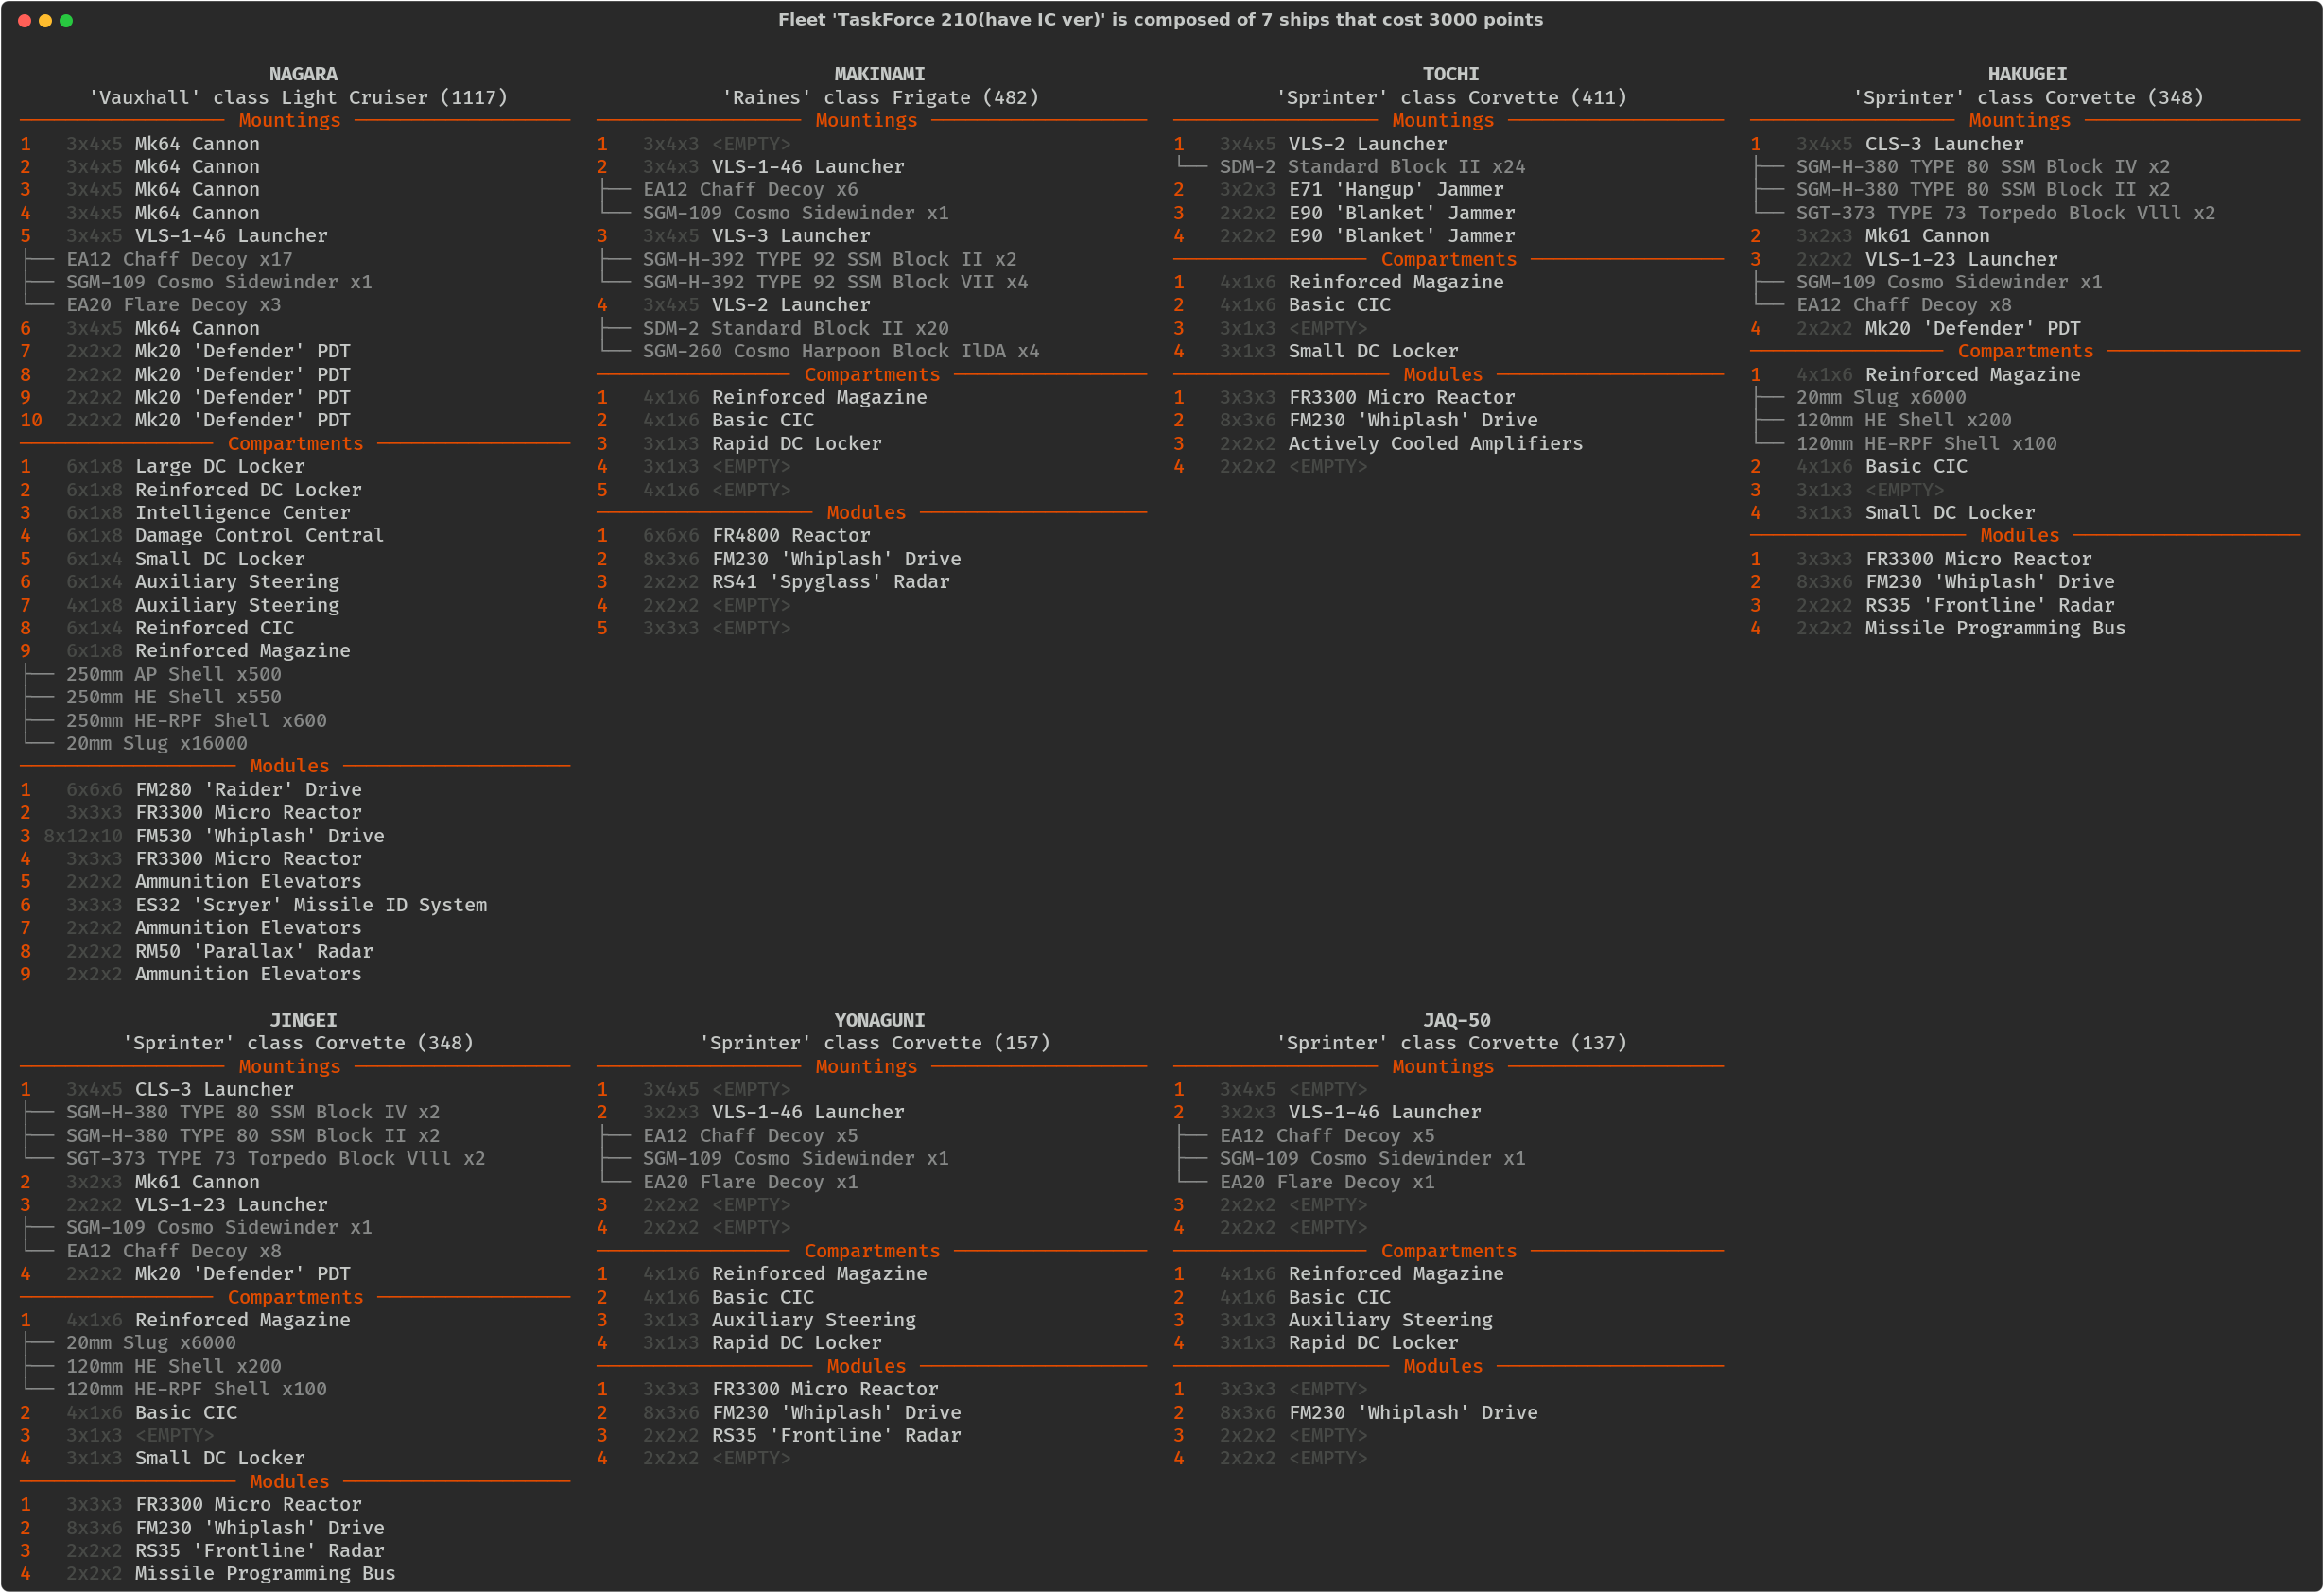 Fleet 'TaskForce 210(have IC ver)' is composed of 7 ships that cost 3000 points
NAGARA
'Vauxhall' class Light Cruiser (1117)
Mountings
1 3x4x5 Mk64 Cannon
2 3x4x5 Mk64 Cannon
3 3x4x5 Mk64 Cannon
4 3x4x5 Mk64 Cannon
5 3x4x5 VLS-1-46 Launcher
EA12 Chaff Decoy x17
SGM-109 Cosmo Sidewinder x1
EA20 Flare Decoy x3
6 3x4x5 Mk64 Cannon
7 2x2x2 Mk20 'Defender' PDT
8 2x2x2 Mk20 'Defender' PDT
9 2x2x2 Mk20 'Defender' PDT
10 2x2x2 Mk20 'Defender' PDT
Compartments
1 6x1x8 Large DC Locker
2 6x1x8 Reinforced DC Locker
3 6x1x8 Intelligence Center
4 6x1x8 Damage Control Central
5 6x1x4 Small DC Locker
6 6x1x4 Auxiliary Steering
7 4x1x8 Auxiliary Steering
8 6x1x4 Reinforced CIC
9 6x1x8 Reinforced Magazine
250mm AP Shell x500
250mm HE Shell x550
250mm HE-RPF Shell x600
20mm Slug x16000
Modules
1 6x6x6 FM280 'Raider' Drive
2 3x3x3 FR3300 Micro Reactor
3 8x12x10 FM530 'Whiplash' Drive
4 3x3x3 FR3300 Micro Reactor
5 2x2x2 Ammunition Elevators
6 3x3x3 ES32 'Scryer' Missile ID System
7 2x2x2 Ammunition Elevators
8 2x2x2 RM50 'Parallax' Radar
9 2x2x2 Ammunition Elevators
MAKINAMI
'Raines' class Frigate (482)
Mountings
1 3x4x3 <EMPTY>
2 3x4x3 VLS-1-46 Launcher
EA12 Chaff Decoy x6
SGM-109 Cosmo Sidewinder x1
3 3x4x5 VLS-3 Launcher
SGM-H-392 TYPE 92 SSM Block II x2
SGM-H-392 TYPE 92 SSM Block VII x4
4 3x4x5 VLS-2 Launcher
SDM-2 Standard Block II x20
SGM-260 Cosmo Harpoon Block IlDA x4
Compartments
1 4x1x6 Reinforced Magazine
2 4x1x6 Basic CIC
3 3x1x3 Rapid DC Locker
4 3x1x3 <EMPTY>
5 4x1x6 <EMPTY>
Modules
1 6x6x6 FR4800 Reactor
2 8x3x6 FM230 'Whiplash' Drive
3 2x2x2 RS41 'Spyglass' Radar
4 2x2x2 <EMPTY>
5 3x3x3 <EMPTY>
TOCHI
'Sprinter' class Corvette (411)
Mountings
1 3x4x5 VLS-2 Launcher
SDM-2 Standard Block II x24
2 3x2x3 E71 'Hangup' Jammer
3 2x2x2 E90 'Blanket' Jammer
4 2x2x2 E90 'Blanket' Jammer
Compartments
1 4x1x6 Reinforced Magazine
2 4x1x6 Basic CIC
3 3x1x3 <EMPTY>
4 3x1x3 Small DC Locker
Modules
1 3x3x3 FR3300 Micro Reactor
2 8x3x6 FM230 'Whiplash' Drive
3 2x2x2 Actively Cooled Amplifiers
4 2x2x2 <EMPTY>
HAKUGEI
'Sprinter' class Corvette (348)
Mountings
1 3x4x5 CLS-3 Launcher
SGM-H-380 TYPE 80 SSM Block IV x2
SGM-H-380 TYPE 80 SSM Block II x2
SGT-373 TYPE 73 Torpedo Block Vlll x2
2 3x2x3 Mk61 Cannon
3 2x2x2 VLS-1-23 Launcher
SGM-109 Cosmo Sidewinder x1
EA12 Chaff Decoy x8
4 2x2x2 Mk20 'Defender' PDT
Compartments
1 4x1x6 Reinforced Magazine
20mm Slug x6000
120mm HE Shell x200
120mm HE-RPF Shell x100
2 4x1x6 Basic CIC
3 3x1x3 <EMPTY>
4 3x1x3 Small DC Locker
Modules
1 3x3x3 FR3300 Micro Reactor
2 8x3x6 FM230 'Whiplash' Drive
3 2x2x2 RS35 'Frontline' Radar
4 2x2x2 Missile Programming Bus
JINGEI
'Sprinter' class Corvette (348)
Mountings
1 3x4x5 CLS-3 Launcher
SGM-H-380 TYPE 80 SSM Block IV x2
SGM-H-380 TYPE 80 SSM Block II x2
SGT-373 TYPE 73 Torpedo Block Vlll x2
2 3x2x3 Mk61 Cannon
3 2x2x2 VLS-1-23 Launcher
SGM-109 Cosmo Sidewinder x1
EA12 Chaff Decoy x8
4 2x2x2 Mk20 'Defender' PDT
Compartments
1 4x1x6 Reinforced Magazine
20mm Slug x6000
120mm HE Shell x200
120mm HE-RPF Shell x100
2 4x1x6 Basic CIC
3 3x1x3 <EMPTY>
4 3x1x3 Small DC Locker
Modules
1 3x3x3 FR3300 Micro Reactor
2 8x3x6 FM230 'Whiplash' Drive
3 2x2x2 RS35 'Frontline' Radar
4 2x2x2 Missile Programming Bus
YONAGUNI
'Sprinter' class Corvette (157)
Mountings
1 3x4x5 <EMPTY>
2 3x2x3 VLS-1-46 Launcher
EA12 Chaff Decoy x5
SGM-109 Cosmo Sidewinder x1
EA20 Flare Decoy x1
3 2x2x2 <EMPTY>
4 2x2x2 <EMPTY>
Compartments
1 4x1x6 Reinforced Magazine
2 4x1x6 Basic CIC
3 3x1x3 Auxiliary Steering
4 3x1x3 Rapid DC Locker
Modules
1 3x3x3 FR3300 Micro Reactor
2 8x3x6 FM230 'Whiplash' Drive
3 2x2x2 RS35 'Frontline' Radar
4 2x2x2 <EMPTY>
JAQ-50
'Sprinter' class Corvette (137)
Mountings
1 3x4x5 <EMPTY>
2 3x2x3 VLS-1-46 Launcher
EA12 Chaff Decoy x5
SGM-109 Cosmo Sidewinder x1
EA20 Flare Decoy x1
3 2x2x2 <EMPTY>
4 2x2x2 <EMPTY>
Compartments
1 4x1x6 Reinforced Magazine
2 4x1x6 Basic CIC
3 3x1x3 Auxiliary Steering
4 3x1x3 Rapid DC Locker
Modules
1 3x3x3 <EMPTY>
2 8x3x6 FM230 'Whiplash' Drive
3 2x2x2 <EMPTY>
4 2x2x2 <EMPTY>